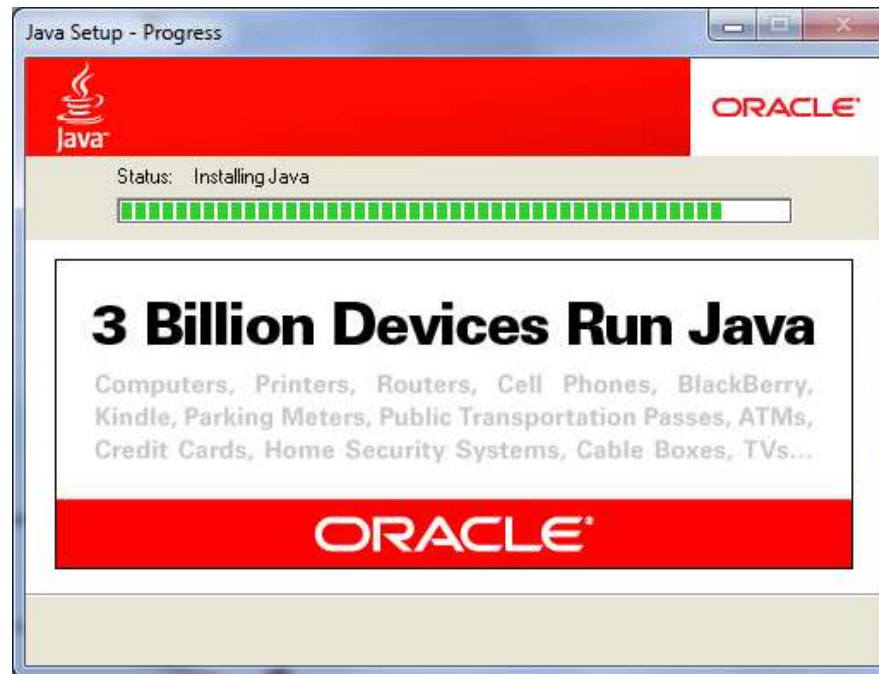 Java Setup - Progress
Java™
ORACLE®
Status: Installing Java
3 Billion Devices Run Java
Computers, Printers, Routers, Cell Phones, BlackBerry,
Kindle, Parking Meters, Public Transportation Passes, ATMs,
Credit Cards, Home Security Systems, Cable Boxes, TVs...
ORACLE®